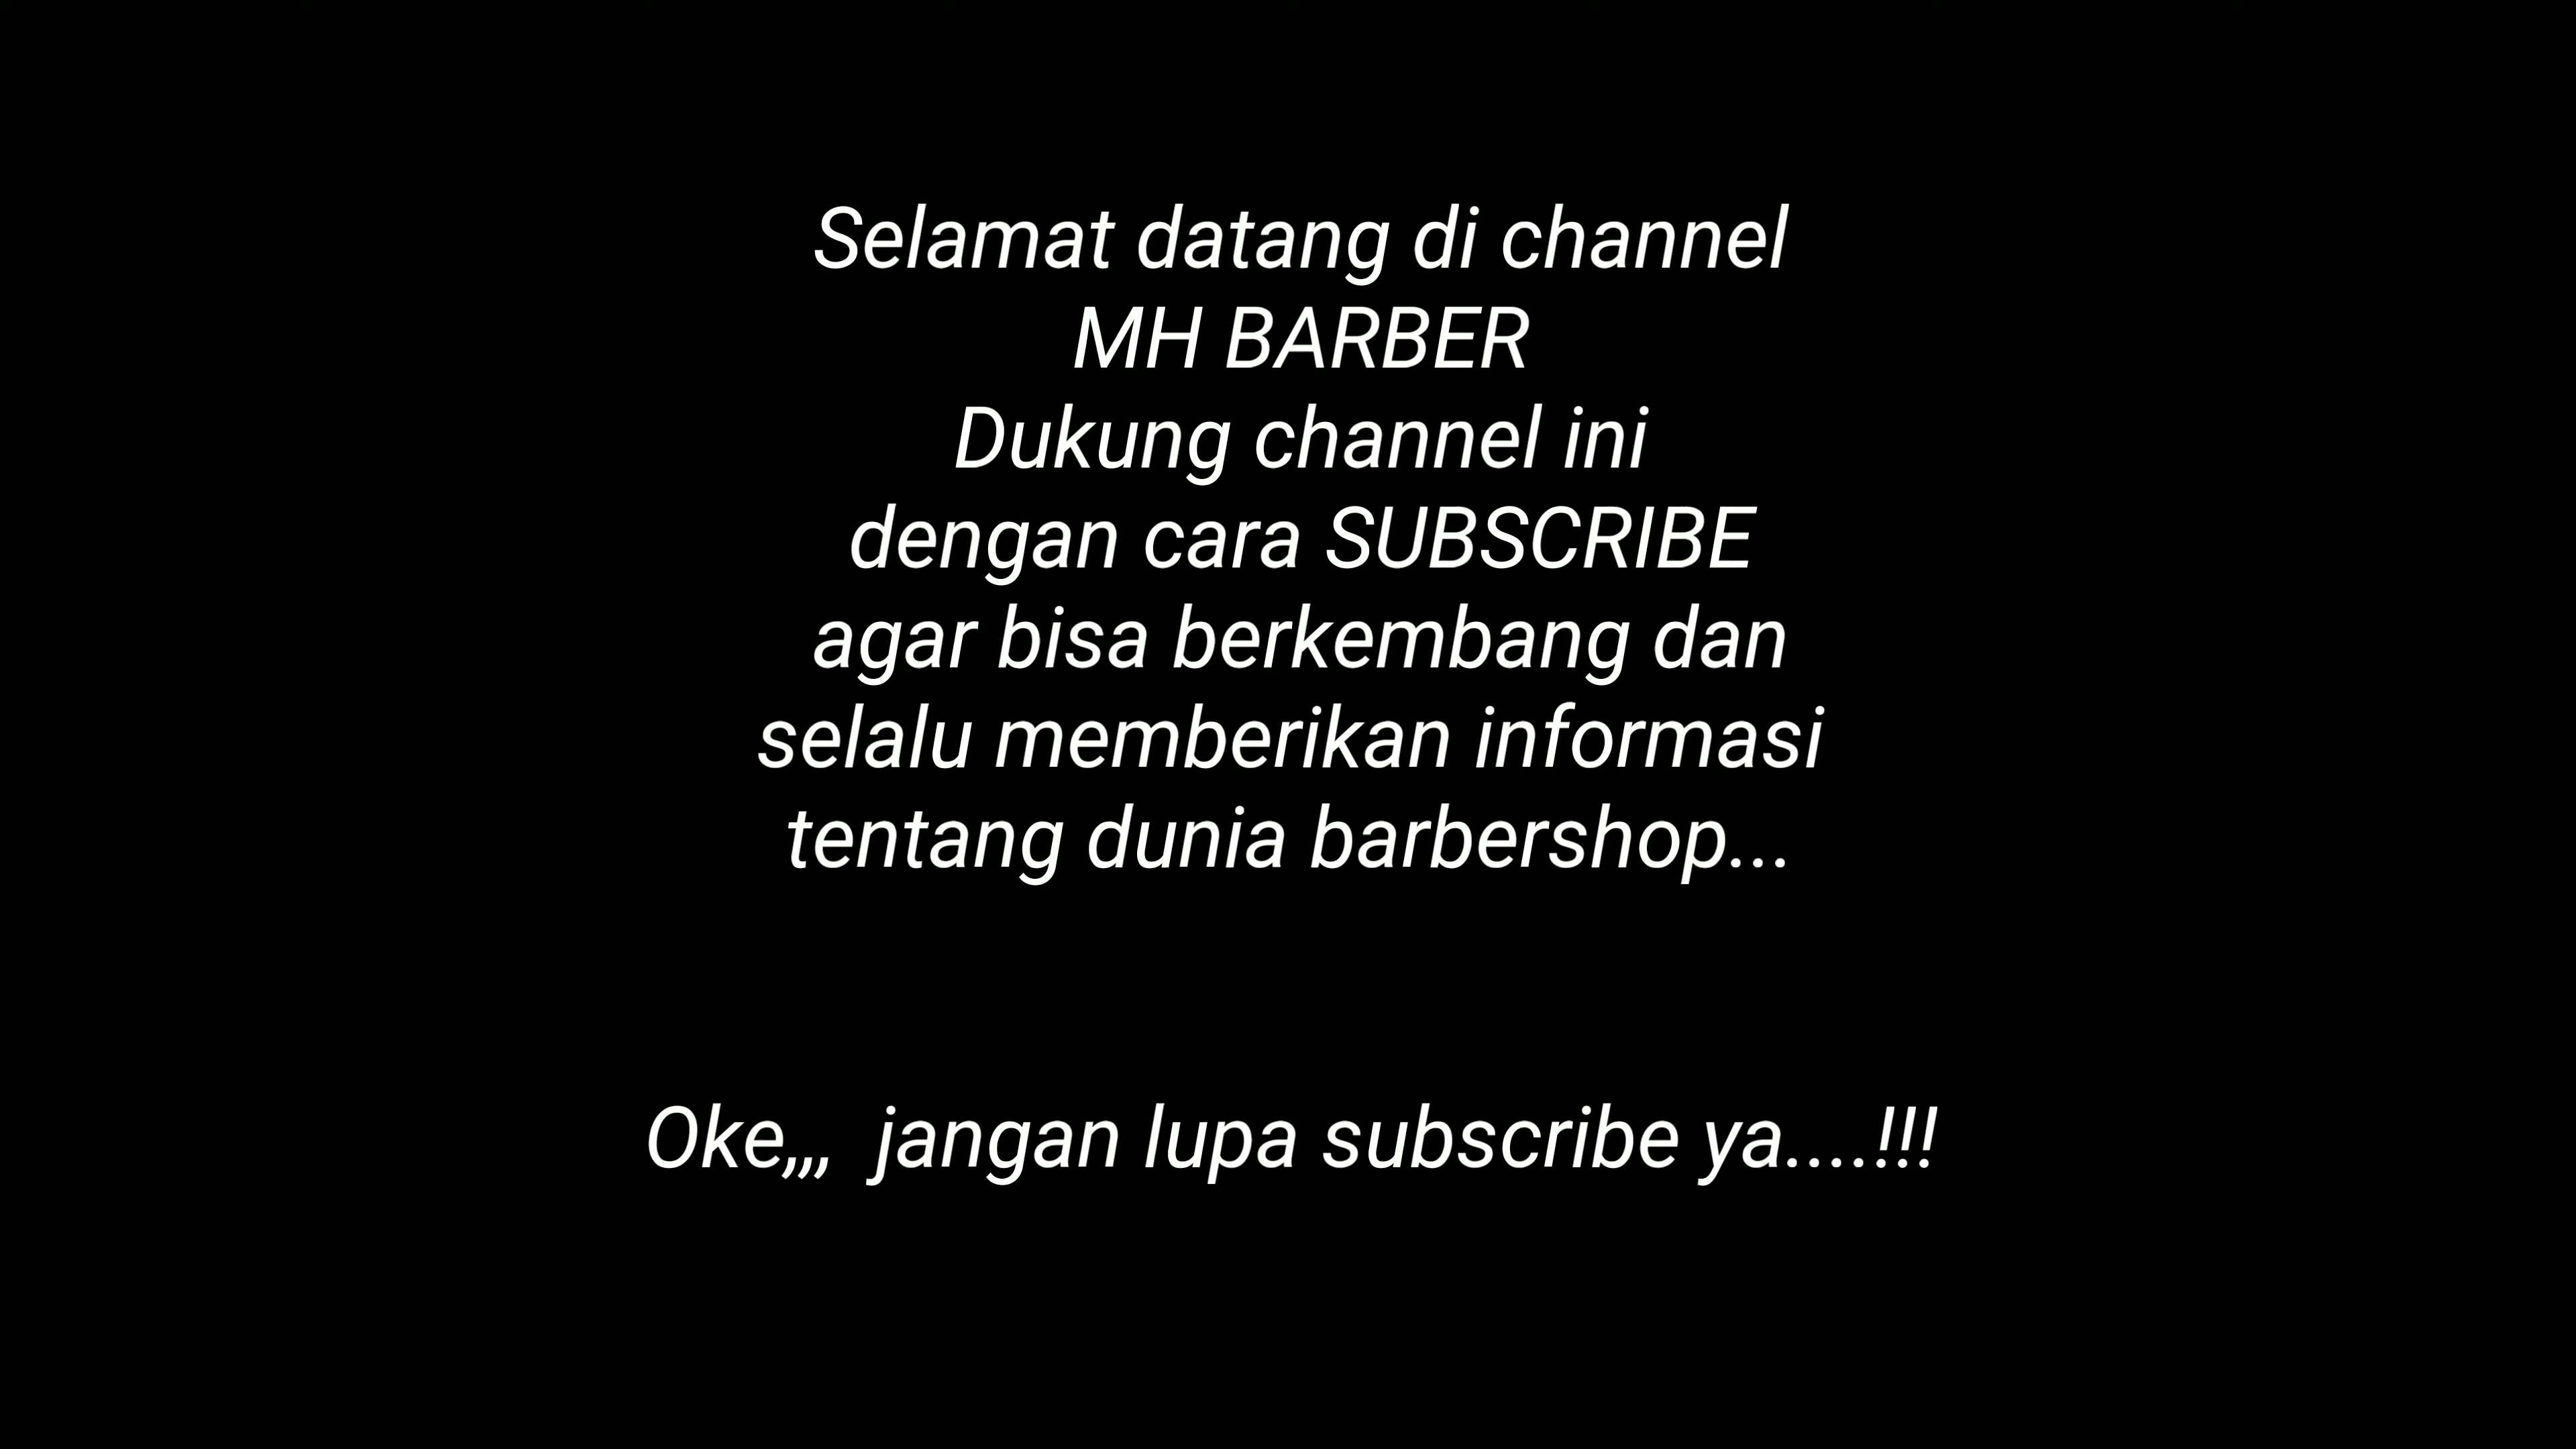 Selamat datang di channel
MH BARBER
Dukung channel ini
dengan cara SUBSCRIBE
agar bisa berkembang dan
selalu memberikan informasi
tentang dunia barbershop...
Oke,,,  jangan lupa subscribe ya....!!!